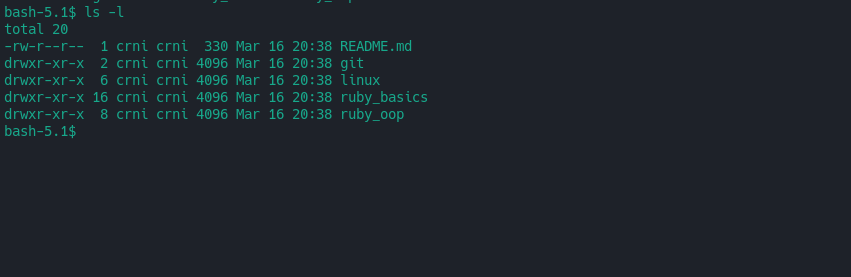 bash-5.1$ ls -l
total 20
-rw-r--r--  1 crni crni  330 Mar 16 20:38 README.md
drwxr-xr-x  2 crni crni 4096 Mar 16 20:38 git
drwxr-xr-x  6 crni crni 4096 Mar 16 20:38 linux
drwxr-xr-x 16 crni crni 4096 Mar 16 20:38 ruby_basics
drwxr-xr-x  8 crni crni 4096 Mar 16 20:38 ruby_oop
bash-5.1$